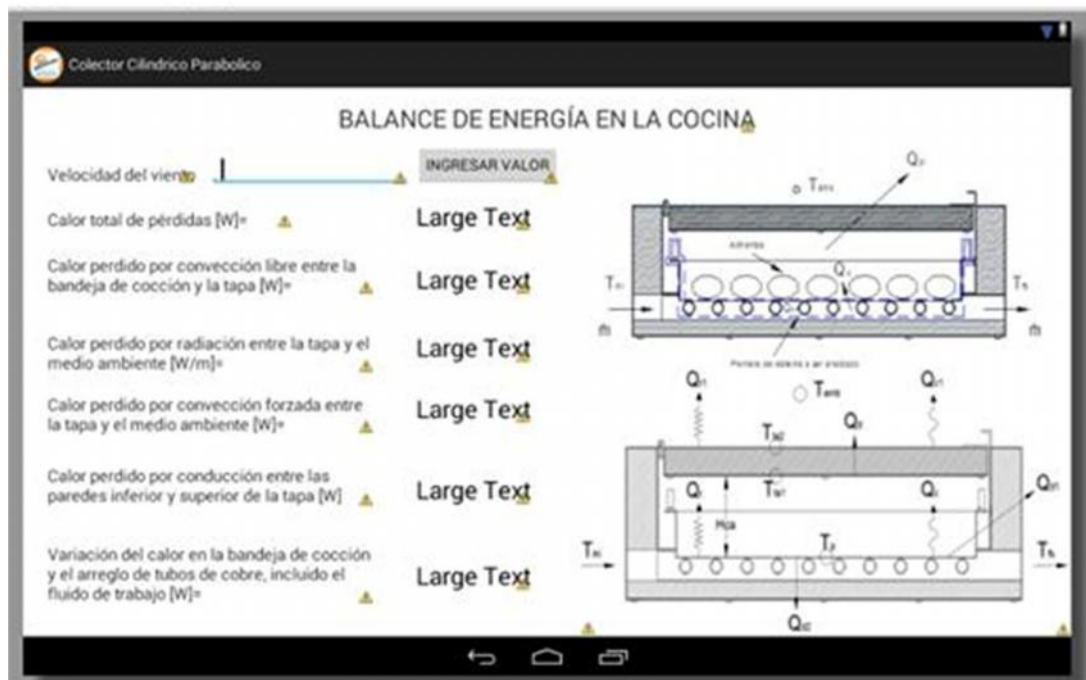 Colector Cilindrico Parabolico
BALANCE DE ENERGÍA EN LA COCINA
Velocidad del viento
INGRESAR VALOR
Calor total de pérdidas [W]=
Large Text
Calor perdido por convección libre entre la
bandeja de cocción y la tapa [W]=
Large Text
Calor perdido por radiación entre la tapa y el
medio ambiente [W/m]=
Large Text
Calor perdido por convección forzada entre
la tapa y el medio ambiente [W]=
Large Text
Calor perdido por conducción entre las
paredes inferior y superior de la tapa [W]
Large Text
Variación del calor en la bandeja de cocción
y el arreglo de tubos de cobre, incluido el
fluido de trabajo [W]=
Large Text